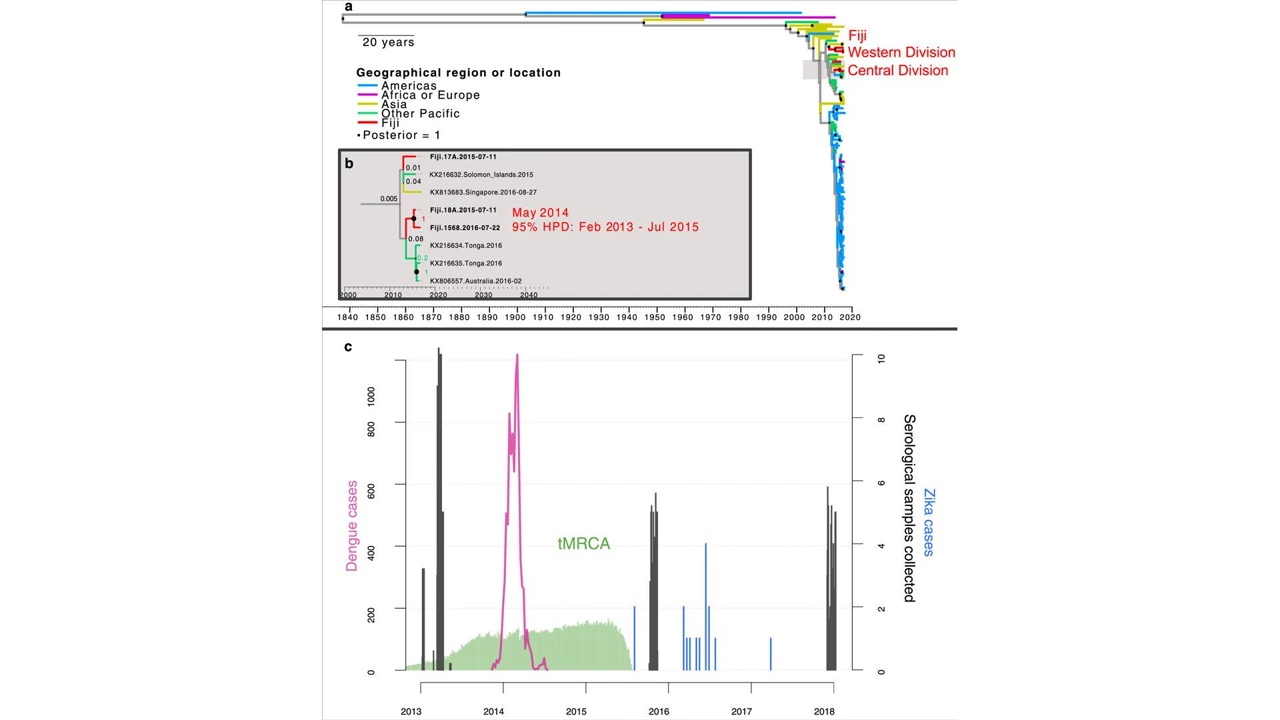 a
20 years
Fiji
Western Division
Central Division
Geographical region or location
Americas
Africa or Europe
Asia
Other Pacific
Fiji
•Posterior = 1
b
Fiji.17A.2015-07-11
0.01
KX216632.Solomon_Islands.2015
0.04
KX813683.Singapore.2016-08-27
0.005
Fiji.18A.2015-07-11
May 2014
1
Fiji.1568.2016-07-22
95% HPD: Feb 2013 - Jul 2015
0.08
KX216634.Tonga.2016
0.2
KX216635.Tonga.2016
1
KX806557.Australia.2016-02
2000 2010 2020 2030 2040
1840 1850 1860 1870 1880 1890 1900 1910 1920 1930 1940 1950 1960 1970 1980 1990 2000 2010 2020
c
Dengue cases
0 200 400 600 800 1000
tMRCA
0 2 4 6 8 10
Serological samples collected
Zika cases
2013 2014 2015 2016 2017 2018